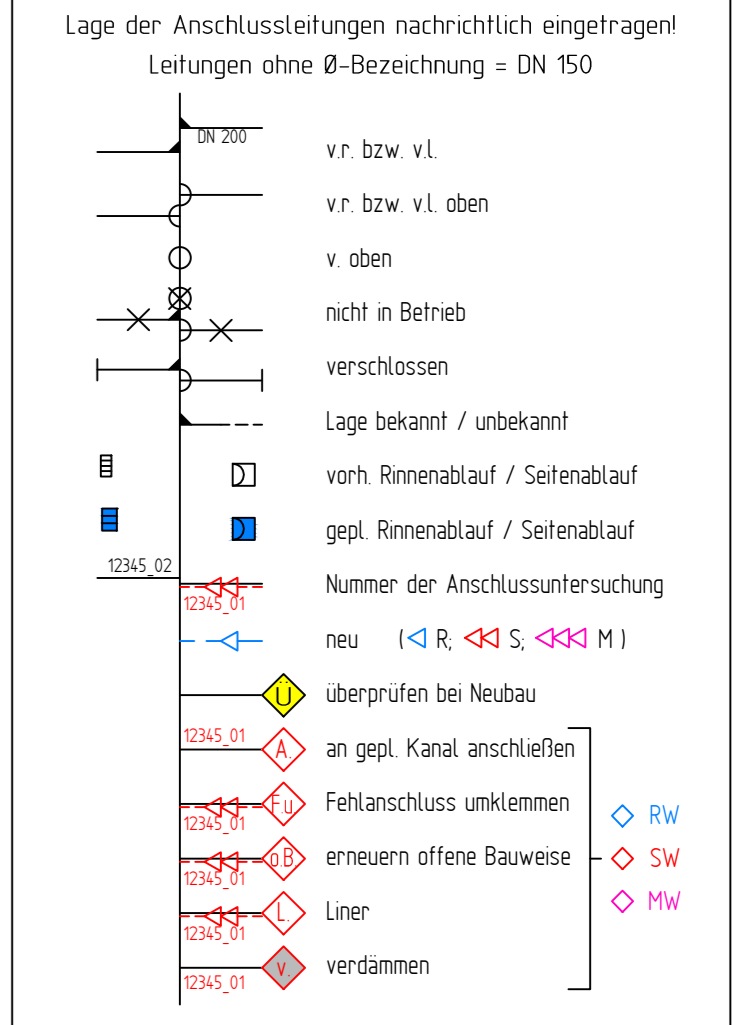 Lage der Anschlussleitungen nachrichtlich eingetragen!
Leitungen ohne Ø-Bezeichnung = DN 150
DN 200
v.r. bzw. v.l.
v.r. bzw. v.l. oben
v. oben
nicht in Betrieb
verschlossen
Lage bekannt / unbekannt
vorh. Rinnenablauf / Seitenablauf
gepl. Rinnenablauf / Seitenablauf
12345_02
12345_01
Nummer der Anschlussuntersuchung
neu ( R; S; M )
Ü überprüfen bei Neubau
12345_01
A. an gepl. Kanal anschließen
F.u Fehlanschluss umklemmen
12345_01
RW
o.B. erneuern offene Bauweise
SW
12345_01
MW
L. Liner
12345_01
v. verdämmen
12345_01